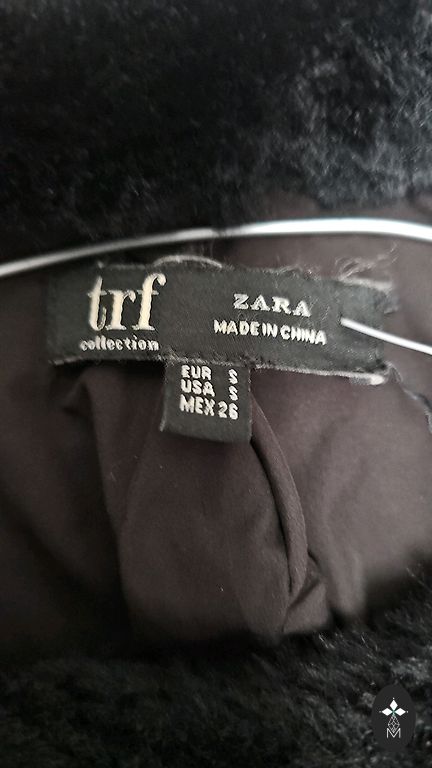 trf
collection
ZARA
MADE IN CHINA
EUR S
USA S
MEX 26
M